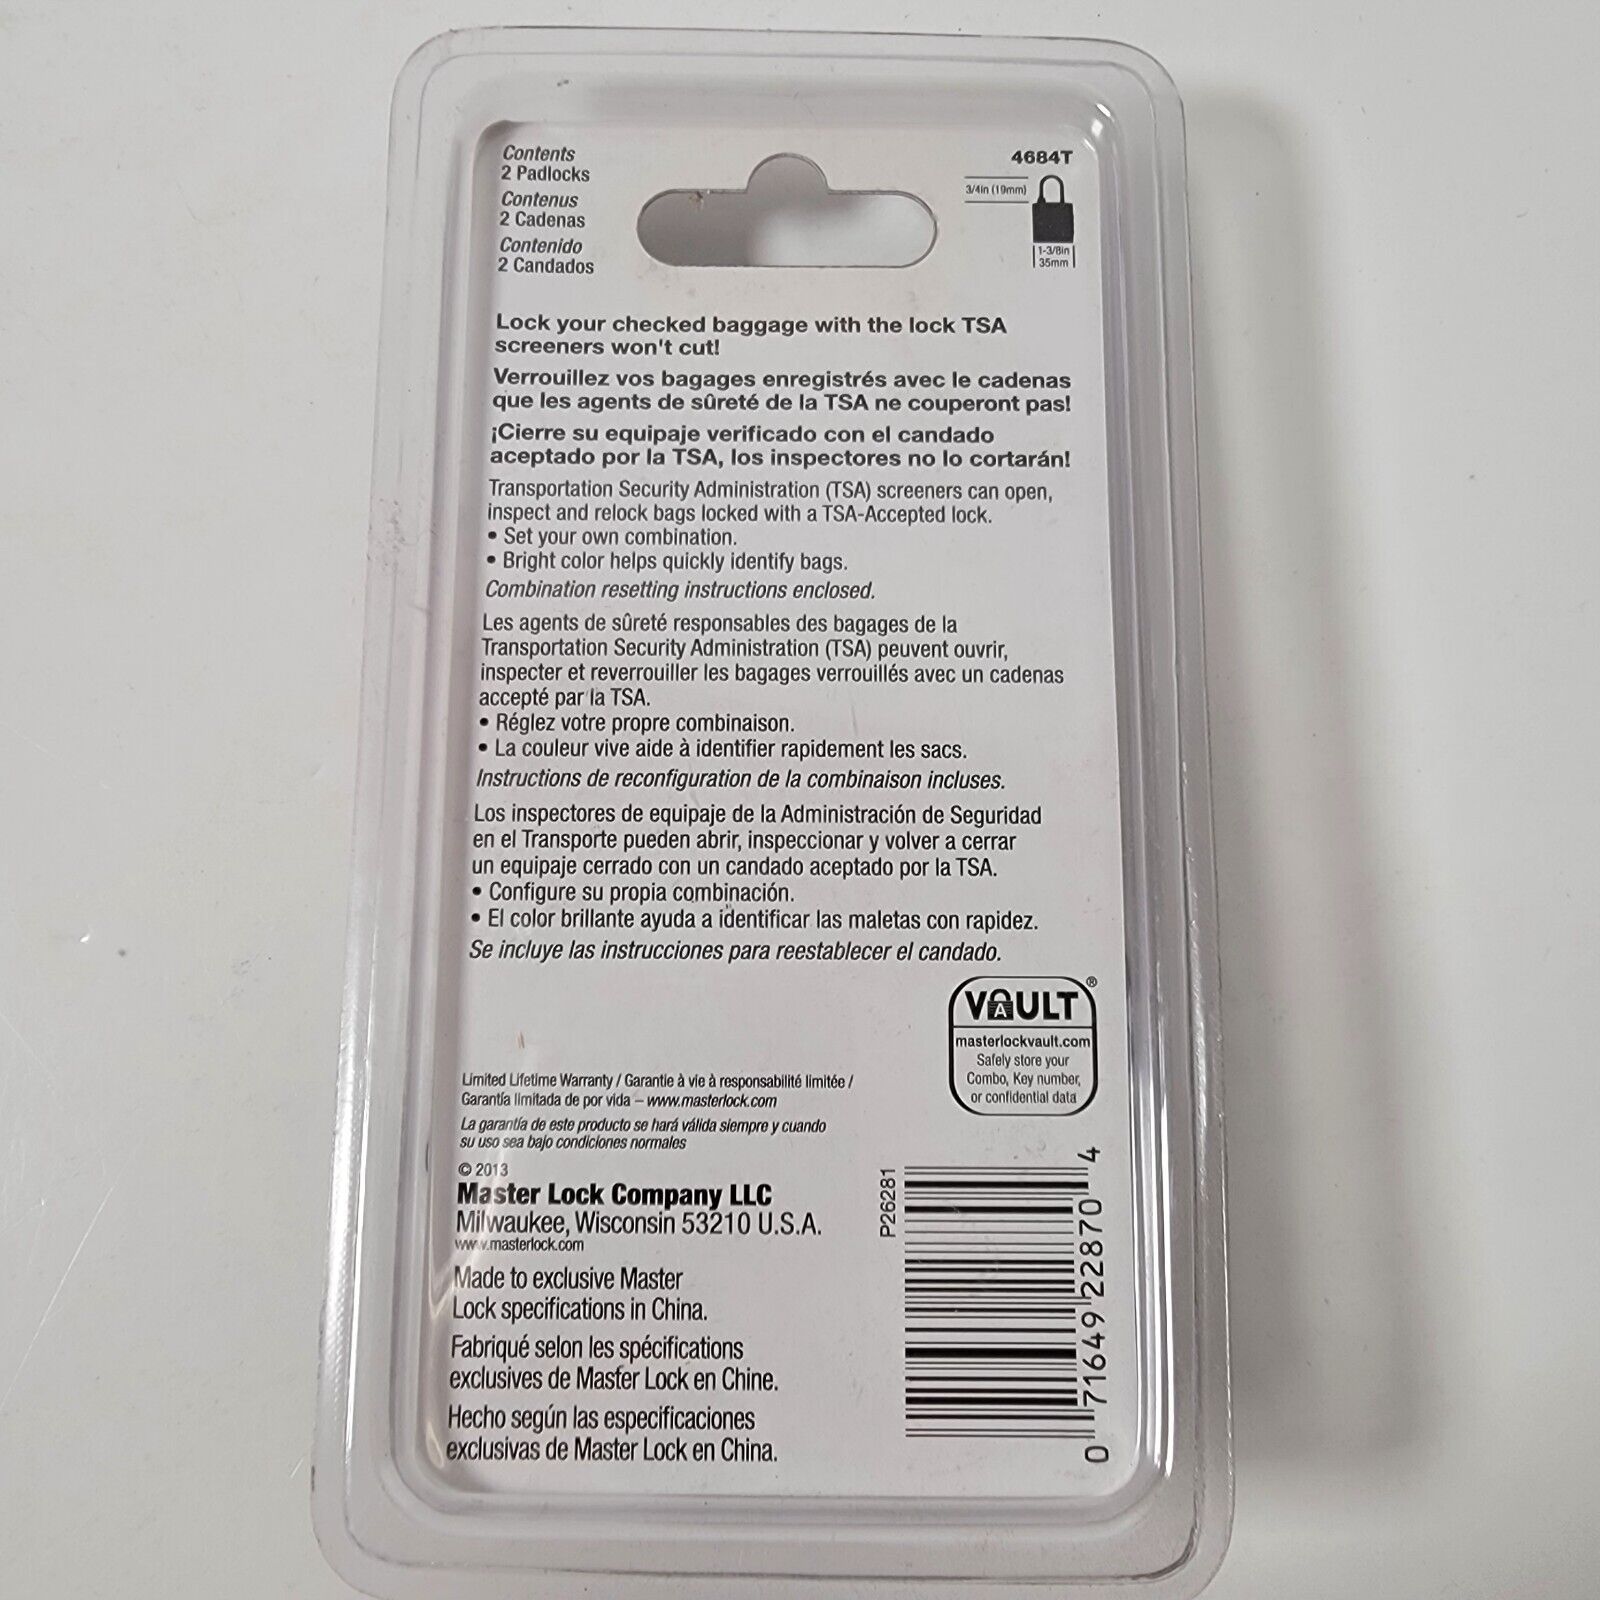 Contents
2 Padlocks
Contenus
2 Cadenas
Contenido
2 Candados
4684T
3/4in (19mm)
1-3/8in
35mm
Lock your checked baggage with the lock TSA
screeners won't cut!
Verrouillez vos bagages enregistrés avec le cadenas
que les agents de sûreté de la TSA ne couperont pas!
¡Cierre su equipaje verificado con el candado
aceptado por la TSA, los inspectores no lo cortarán!
Transportation Security Administration (TSA) screeners can open,
inspect and relock bags locked with a TSA-Accepted lock.
• Set your own combination.
• Bright color helps quickly identify bags.
Combination resetting instructions enclosed.
Les agents de sûreté responsables des bagages de la
Transportation Security Administration (TSA) peuvent ouvrir,
inspecter et reverrouiller les bagages verrouillés avec un cadenas
accepté par la TSA.
• Réglez votre propre combinaison.
• La couleur vive aide à identifier rapidement les sacs.
Instructions de reconfiguration de la combinaison incluses.
Los inspectores de equipaje de la Administración de Seguridad
en el Transporte pueden abrir, inspeccionar y volver a cerrar
un equipaje cerrado con un candado aceptado por la TSA.
• Configure su propia combinación.
• El color brillante ayuda a identificar las maletas con rapidez.
Se incluye las instrucciones para reestablecer el candado.
VAULT®
masterlockvault.com
Safely store your
Combo, Key number,
or confidential data
Limited Lifetime Warranty / Garantie à vie à responsabilité limitée /
Garantía limitada de por vida – www.masterlock.com
La garantía de este producto se hará válida siempre y cuando
su uso sea bajo condiciones normales
© 2013
Master Lock Company LLC
Milwaukee, Wisconsin 53210 U.S.A.
www.masterlock.com
Made to exclusive Master
Lock specifications in China.
Fabriqué selon les spécifications
exclusives de Master Lock en Chine.
Hecho según las especificaciones
exclusivas de Master Lock en China.
P26281
0 71649 22870 4